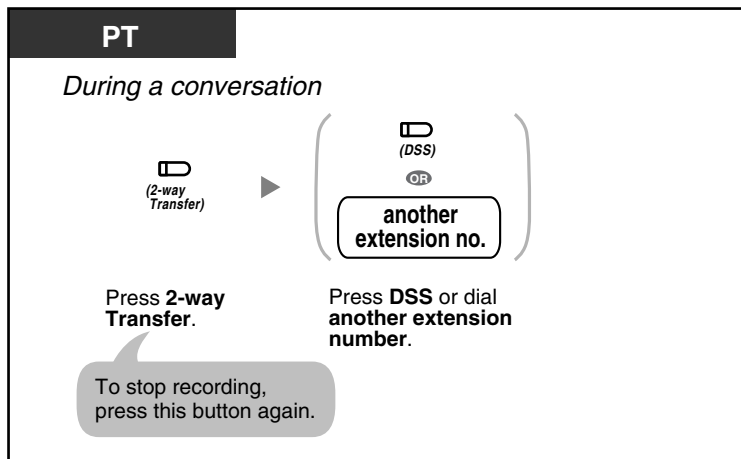 PT
During a conversation
(2-way
Transfer)
(DSS)
OR
another
extension no.
Press 2-way
Transfer.
Press DSS or dial
another extension
number.
To stop recording,
press this button again.